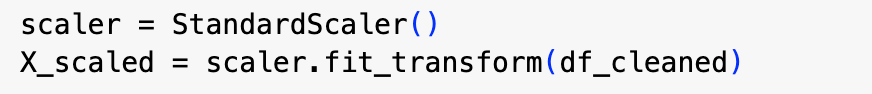 scaler = StandardScaler()
X_scaled = scaler.fit_transform(df_cleaned)